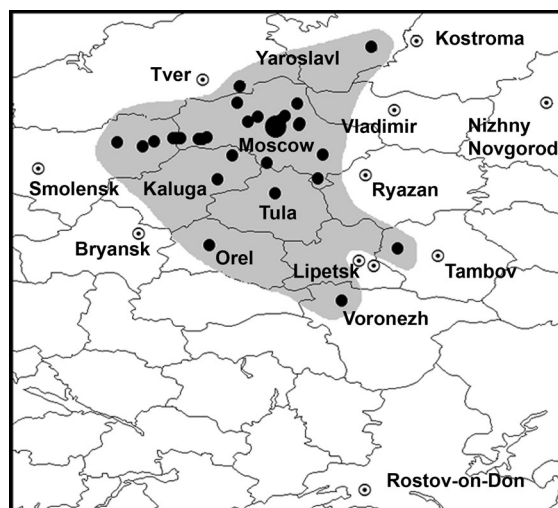 Yaroslavl
Kostroma
Tver
Vladimir
Nizhny
Novgorod
Moscow
Smolensk
Kaluga
Ryazan
Tula
Bryansk
Orel
Lipetsk
Tambov
Voronezh
Rostov-on-Don